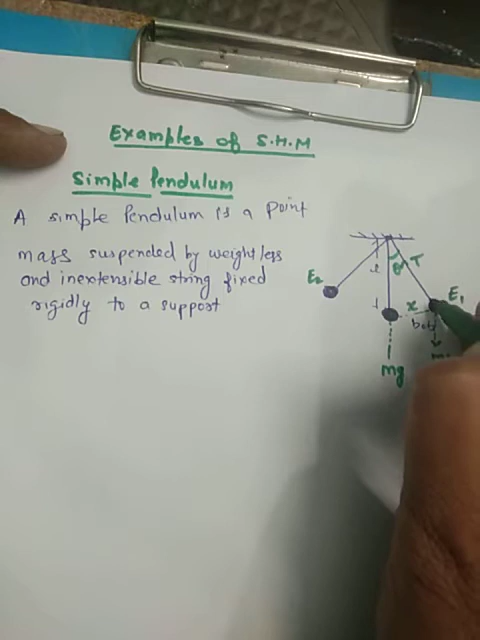 Examples of S.H.M
Simple Pendulum
A simple Pendulum is a point
mass suspended by weightless
and inextensible string fixed
rigidly to a support
θ T
l
E₂
E₁
x
bob
mg